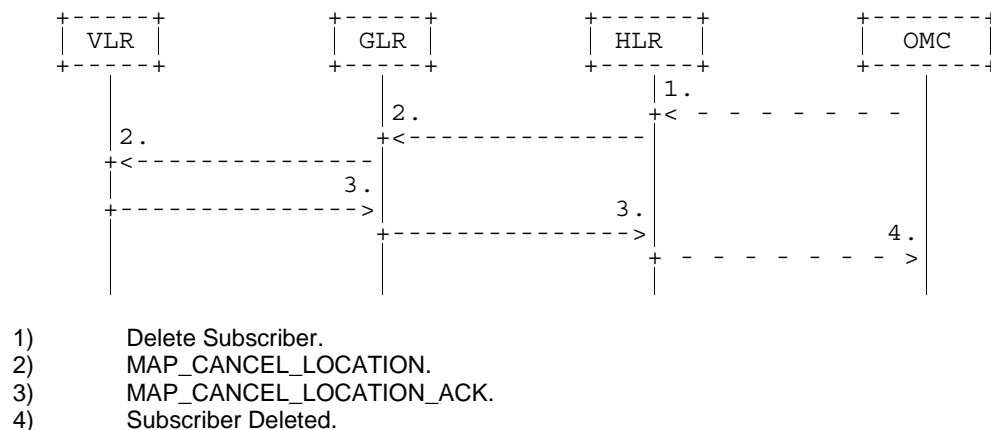 VLR GLR HLR OMC
1.
2.
2.
3.
3.
4.
1) Delete Subscriber.
2) MAP_CANCEL_LOCATION.
3) MAP_CANCEL_LOCATION_ACK.
4) Subscriber Deleted.